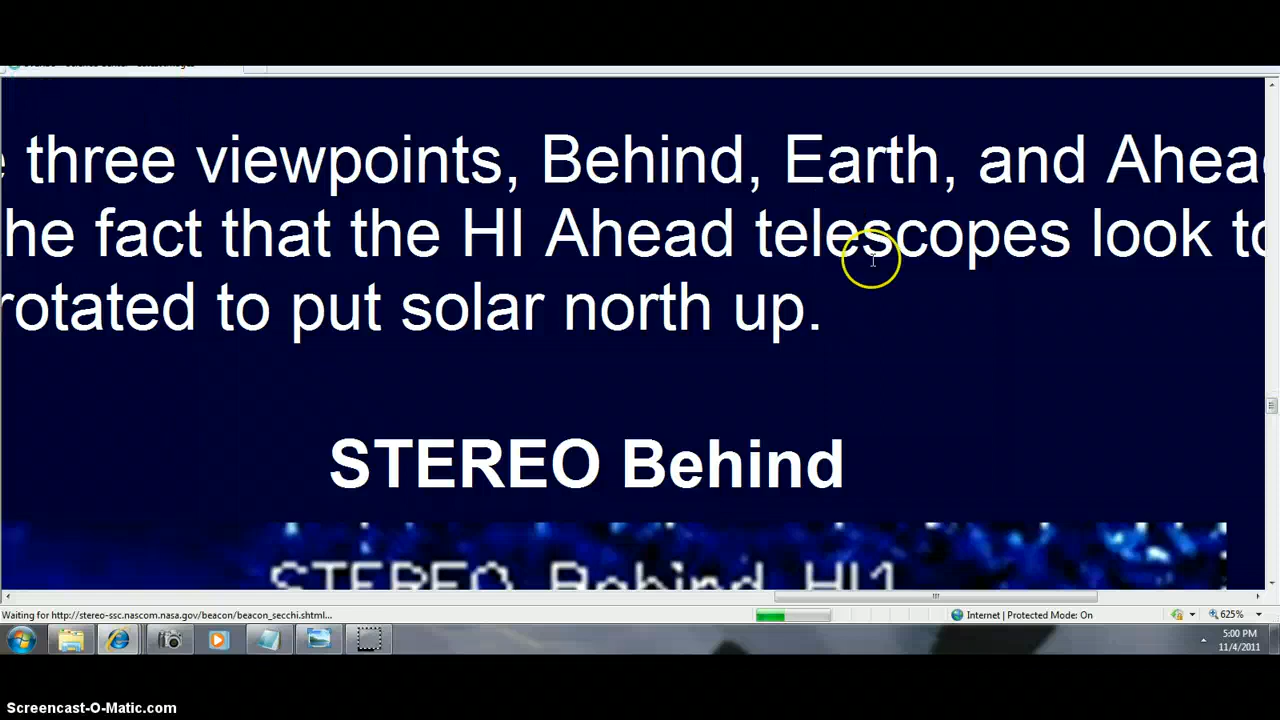 three viewpoints, Behind, Earth, and Ahead
he fact that the HI Ahead telescopes look to
rotated to put solar north up.
STEREO Behind
STEREO Behind HI1
Waiting for http://stereo-ssc.nascom.nasa.gov/beacon/beacon_secchi.shtml...
Internet | Protected Mode: On
625%
5:00 PM
11/4/2011
Screencast-O-Matic.com